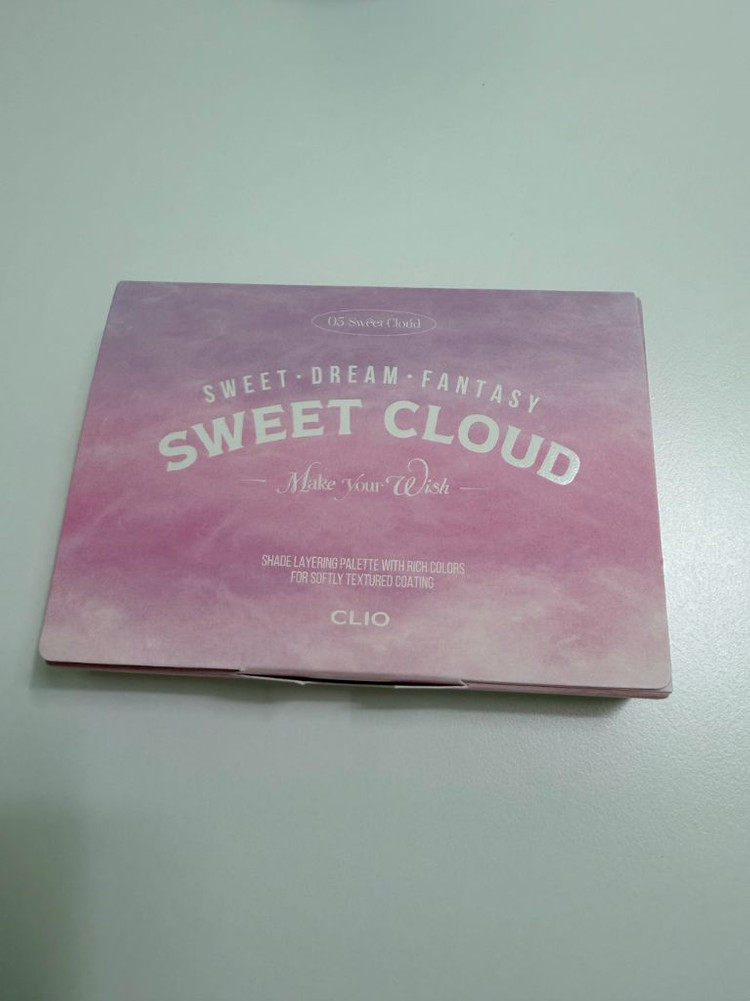 05 Sweet Cloud
SWEET·DREAM·FANTASY
SWEET CLOUD
Make your Wish
SHADE LAYERING PALETTE WITH RICH COLORS
FOR SOFTLY TEXTURED COATING
CLIO